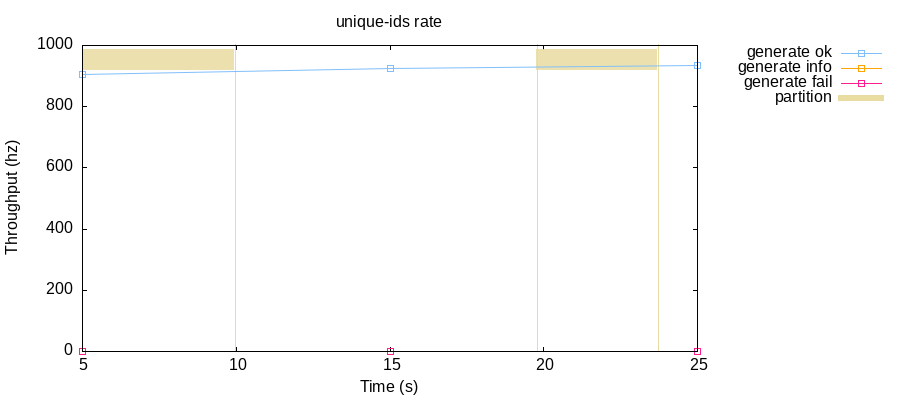 unique-ids rate
generate ok
generate info
generate fail
partition
Throughput (hz)
1000
800
600
400
200
0
5
10
15
20
25
Time (s)